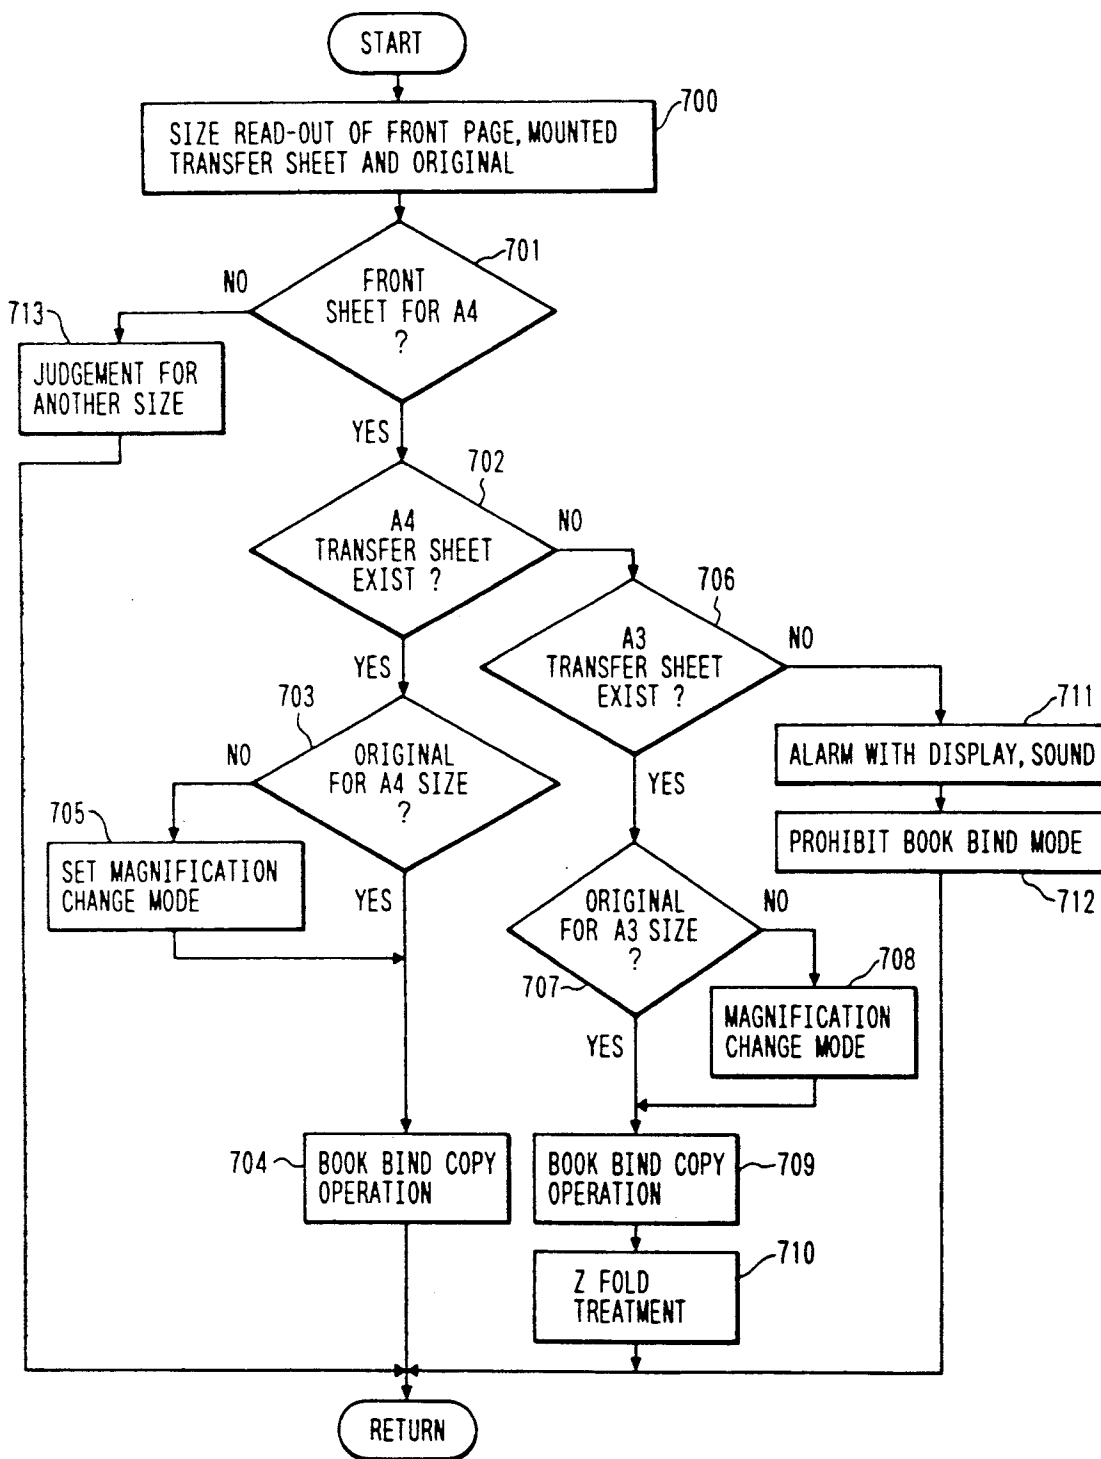 START
700
SIZE READ-OUT OF FRONT PAGE, MOUNTED
TRANSFER SHEET AND ORIGINAL
701
FRONT
SHEET FOR A4
?
NO
713
JUDGEMENT FOR
ANOTHER SIZE
YES
702
A4
TRANSFER SHEET
EXIST ?
NO
706
A3
TRANSFER SHEET
EXIST ?
NO
YES
703
ORIGINAL
FOR A4 SIZE
?
NO
711
ALARM WITH DISPLAY, SOUND
YES
705
SET MAGNIFICATION
CHANGE MODE
PROHIBIT BOOK BIND MODE
712
YES
ORIGINAL
FOR A3 SIZE
?
NO
707
708
MAGNIFICATION
CHANGE MODE
YES
704
BOOK BIND COPY
OPERATION
BOOK BIND COPY
OPERATION
709
710
Z FOLD
TREATMENT
RETURN